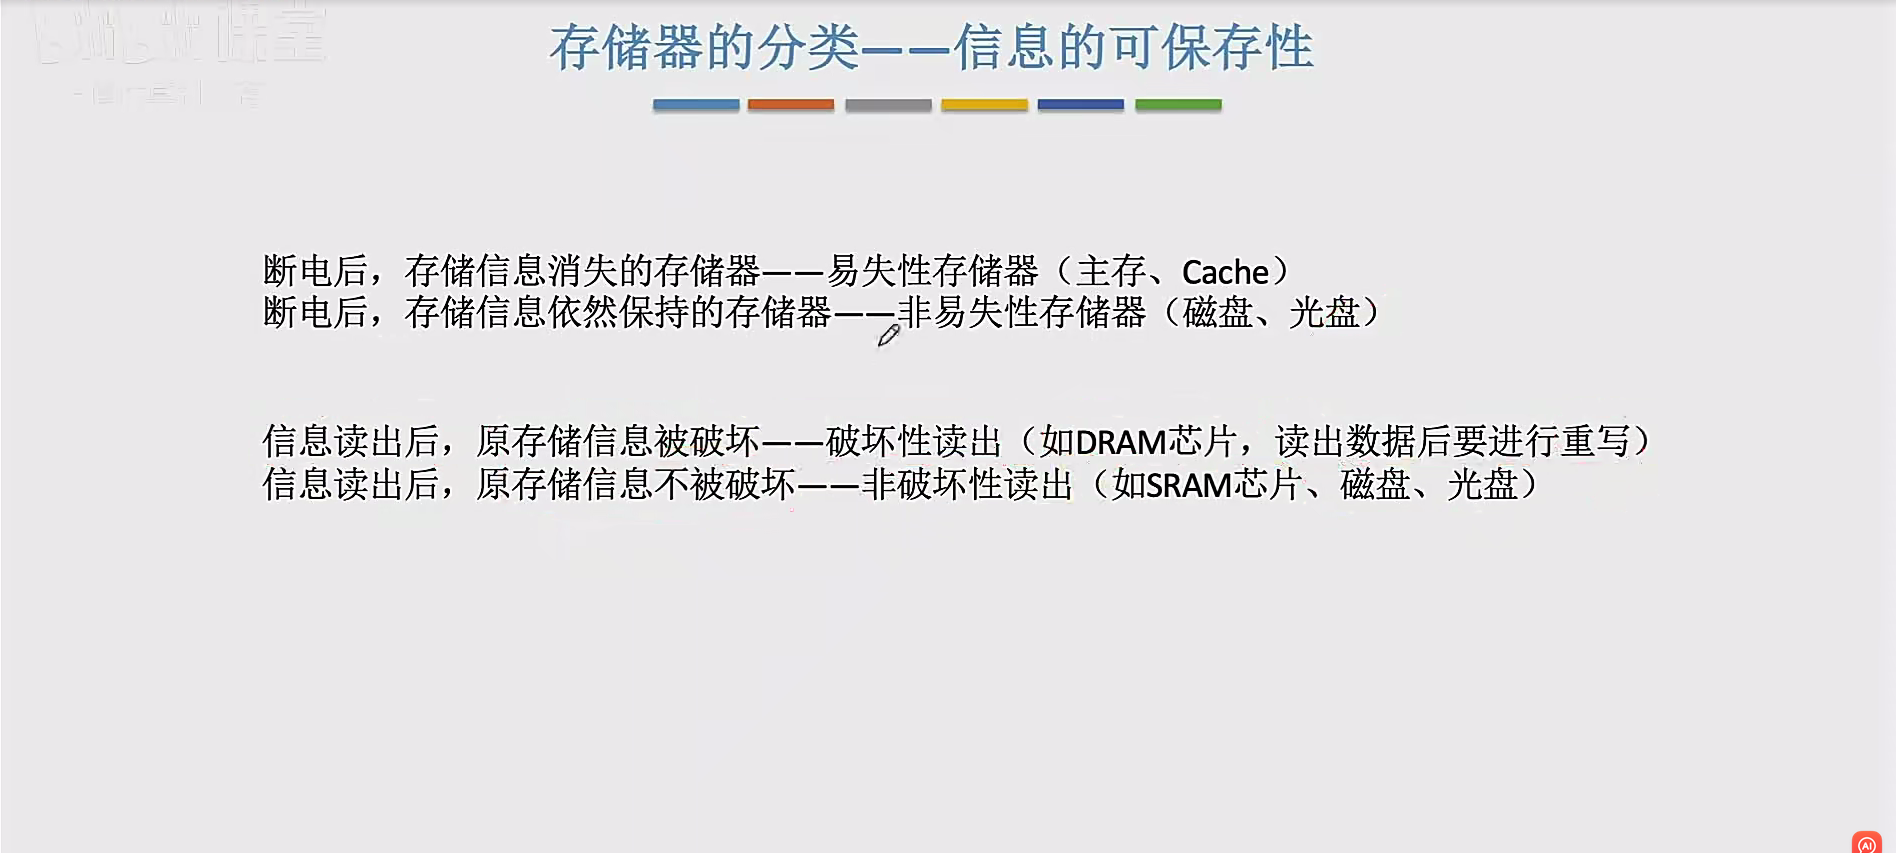 存储器的分类——信息的可保存性
断电后，存储信息消失的存储器——易失性存储器（主存、Cache）
断电后，存储信息依然保持的存储器——非易失性存储器（磁盘、光盘）
信息读出后，原存储信息被破坏——破坏性读出（如DRAM芯片，读出数据后要进行重写）
信息读出后，原存储信息不被破坏——非破坏性读出（如SRAM芯片、磁盘、光盘）
AI